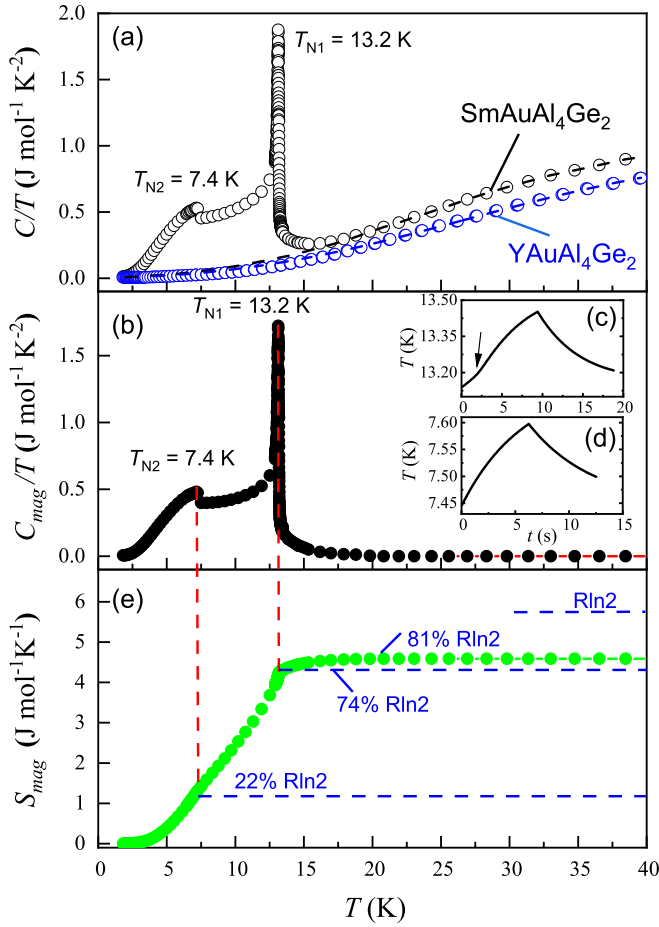 (a)
T_N1 = 13.2 K
SmAuAl4Ge2
T_N2 = 7.4 K
YAuAl4Ge2
C/T (J mol⁻¹ K⁻²)
2.0
1.5
1.0
0.5
0.0
(b)
T_N1 = 13.2 K
T_N2 = 7.4 K
C_mag/T (J mol⁻¹ K⁻²)
1.5
1.0
0.5
0.0
(c)
T (K)
13.50
13.35
13.20
0 5 10 15 20
(d)
T (K)
7.60
7.55
7.50
7.45
0 5 10 15
t (s)
(e)
Rln2
81% Rln2
74% Rln2
22% Rln2
S_mag (J mol⁻¹K⁻¹)
6
5
4
3
2
1
0
0 5 10 15 20 25 30 35 40
T (K)